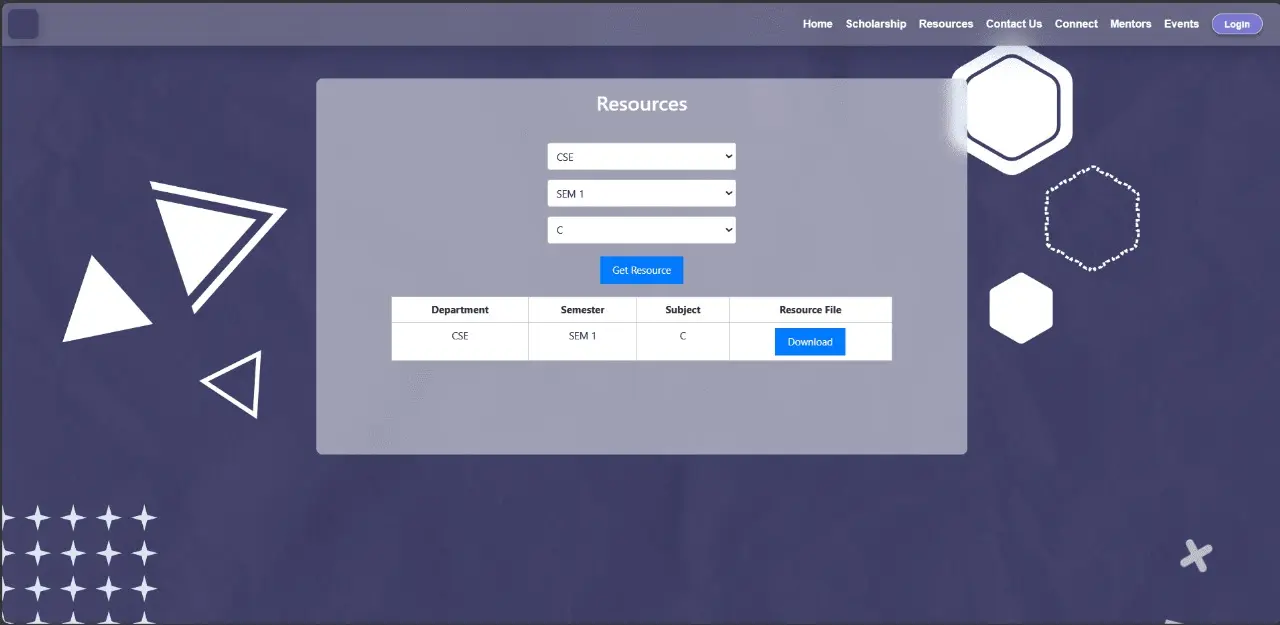 Home Scholarship Resources Contact Us Connect Mentors Events Login
Resources
CSE
SEM 1
C
Get Resource
Department Semester Subject Resource File
CSE SEM 1 C Download